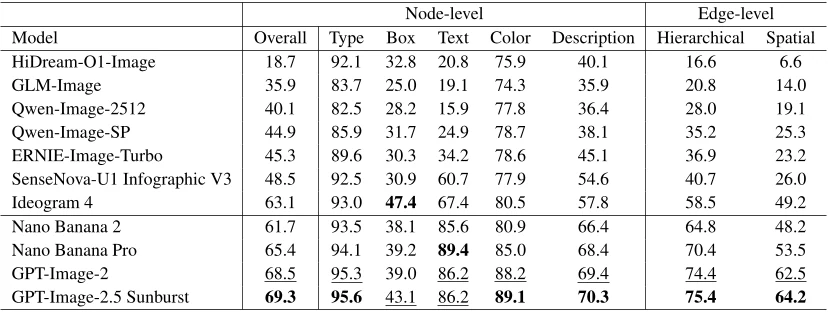 Node-level Edge-level
Model Overall Type Box Text Color Description Hierarchical Spatial
HiDream-O1-Image 18.7 92.1 32.8 20.8 75.9 40.1 16.6 6.6
GLM-Image 35.9 83.7 25.0 19.1 74.3 35.9 20.8 14.0
Qwen-Image-2512 40.1 82.5 28.2 15.9 77.8 36.4 28.0 19.1
Qwen-Image-SP 44.9 85.9 31.7 24.9 78.7 38.1 35.2 25.3
ERNIE-Image-Turbo 45.3 89.6 30.3 34.2 78.6 45.1 36.9 23.2
SenseNova-U1 Infographic V3 48.5 92.5 30.9 60.7 77.9 54.6 40.7 26.0
Ideogram 4 63.1 93.0 47.4 67.4 80.5 57.8 58.5 49.2
Nano Banana 2 61.7 93.5 38.1 85.6 80.9 66.4 64.8 48.2
Nano Banana Pro 65.4 94.1 39.2 89.4 85.0 68.4 70.4 53.5
GPT-Image-2 68.5 95.3 39.0 86.2 88.2 69.4 74.4 62.5
GPT-Image-2.5 Sunburst 69.3 95.6 43.1 86.2 89.1 70.3 75.4 64.2